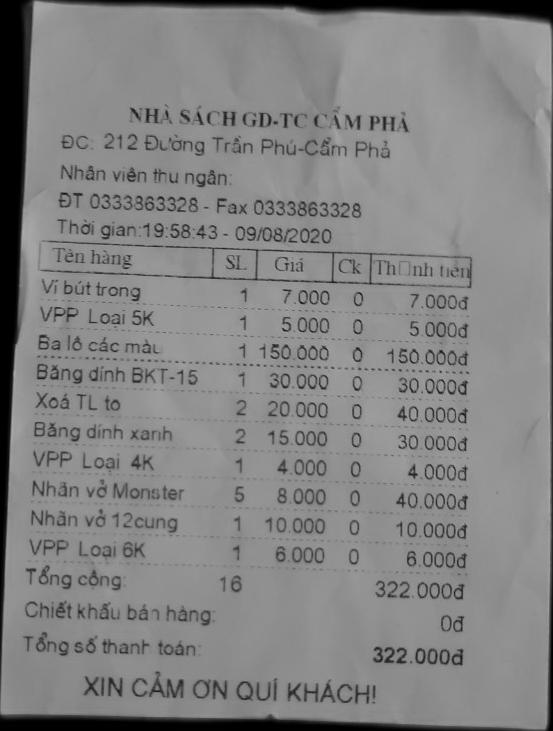 NHÀ SÁCH GD-TC CẨM PHẢ
ĐC: 212 Đường Trần Phú-Cẩm Phả
Nhân viên thu ngân:
ĐT 0333863328 - Fax 0333863328
Thời gian:19:58:43 - 09/08/2020
Tên hàng SL Giá Ck Th□nh tiền
Ví bút trong 1 7.000 0 7.000đ
VPP Loại 5K 1 5.000 0 5.000đ
Ba lô các màu 1 150.000 0 150.000đ
Băng dính BKT-15 1 30.000 0 30.000đ
Xoá TL to 2 20.000 0 40.000đ
Băng dính xanh 2 15.000 0 30.000đ
VPP Loại 4K 1 4.000 0 4.000đ
Nhãn vở Monster 5 8.000 0 40.000đ
Nhãn vở 12cung 1 10.000 0 10.000đ
VPP Loại 6K 1 6.000 0 6.000đ
Tổng cộng: 16 322.000đ
Chiết khấu bán hàng: 0đ
Tổng số thanh toán: 322.000đ
XIN CẢM ƠN QUÍ KHÁCH!